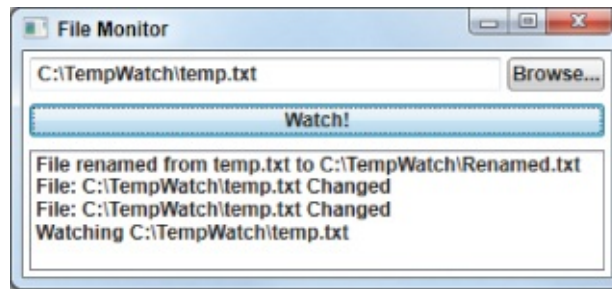 File Monitor
C:\TempWatch\temp.txt
Browse...
Watch!
File renamed from temp.txt to C:\TempWatch\Renamed.txt
File: C:\TempWatch\temp.txt Changed
File: C:\TempWatch\temp.txt Changed
Watching C:\TempWatch\temp.txt